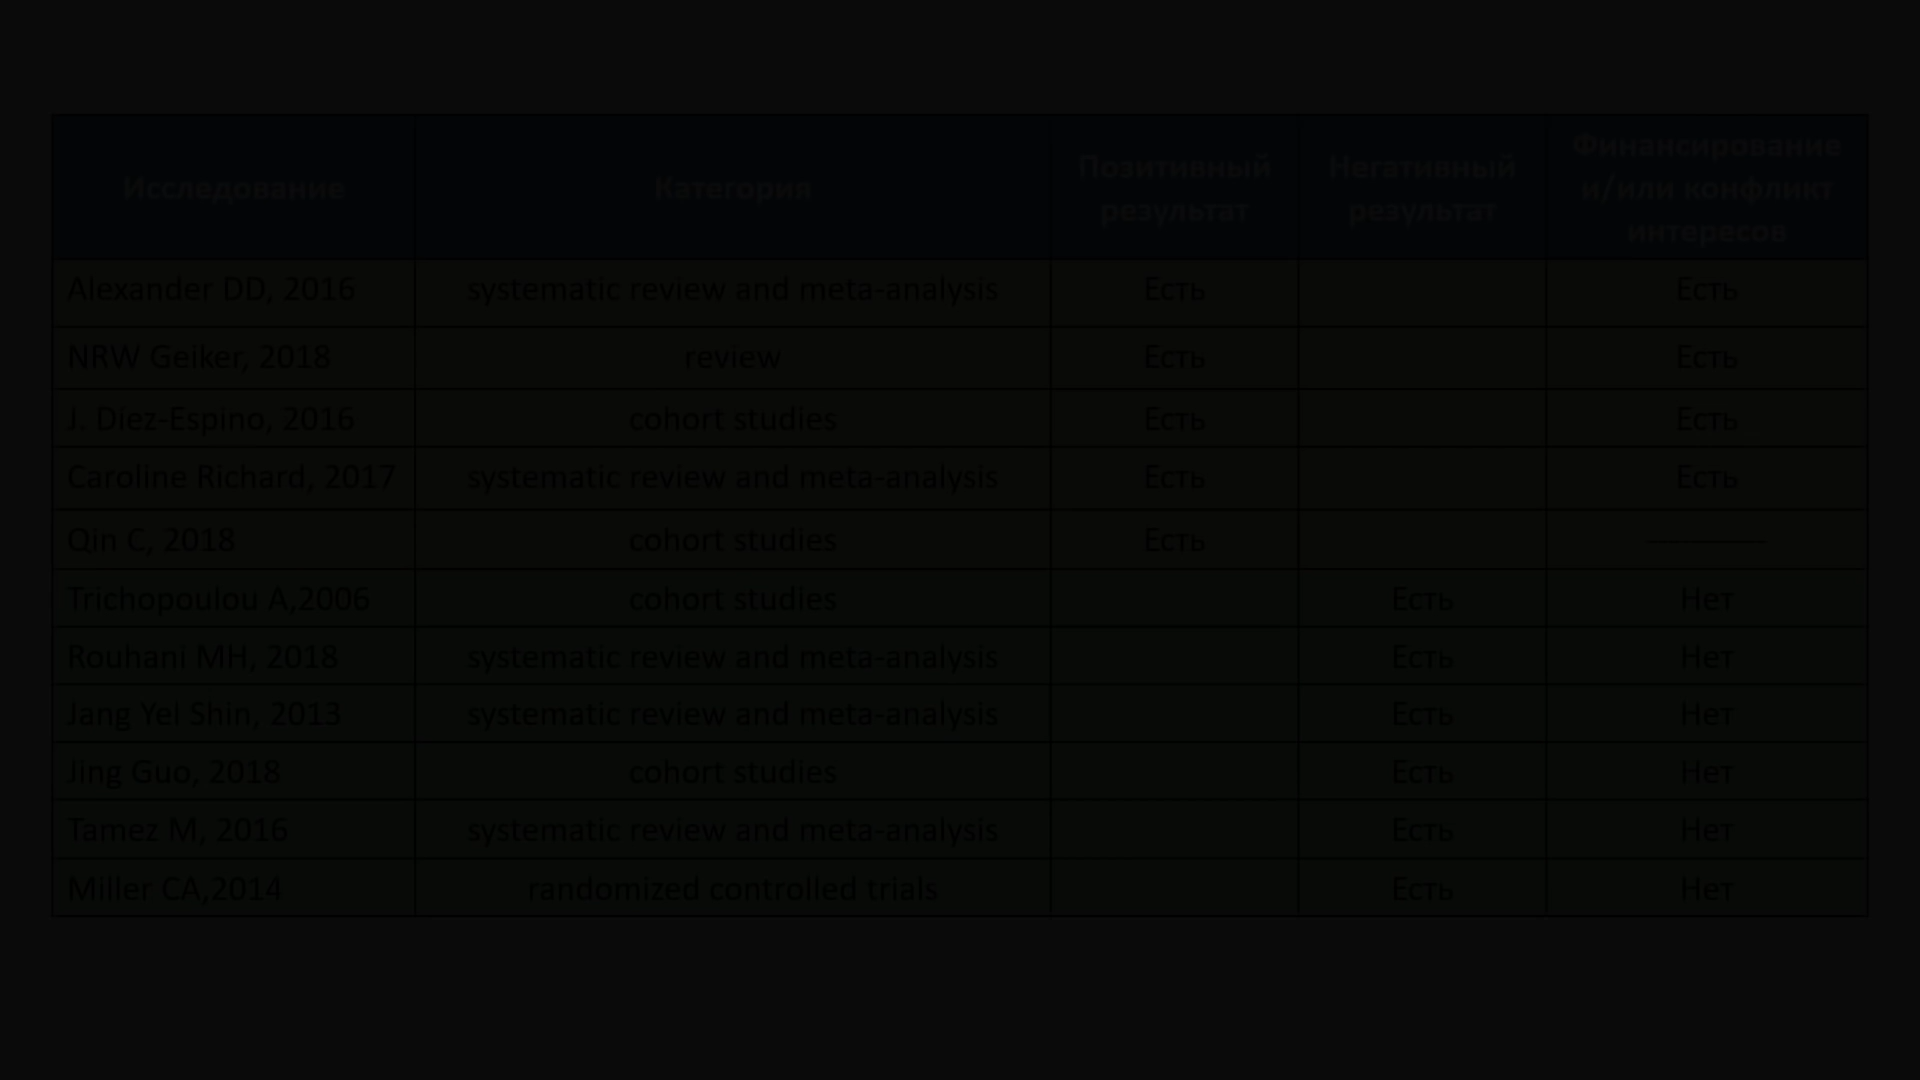 Исследование Категория Позитивный результат Негативный результат Финансирование и/или конфликт интересов
Alexander DD, 2016 systematic review and meta-analysis Есть Есть
NRW Geiker, 2018 review Есть Есть
J. Diez-Espino, 2016 cohort studies Есть Есть
Caroline Richard, 2017 systematic review and meta-analysis Есть Есть
Qin C, 2018 cohort studies Есть ————
Trichopoulou A,2006 cohort studies Есть Нет
Rouhani MH, 2018 systematic review and meta-analysis Есть Нет
Jang Yel Shin, 2013 systematic review and meta-analysis Есть Нет
Jing Guo, 2018 cohort studies Есть Нет
Tamez M, 2016 systematic review and meta-analysis Есть Нет
Miller CA,2014 randomized controlled trials Есть Нет